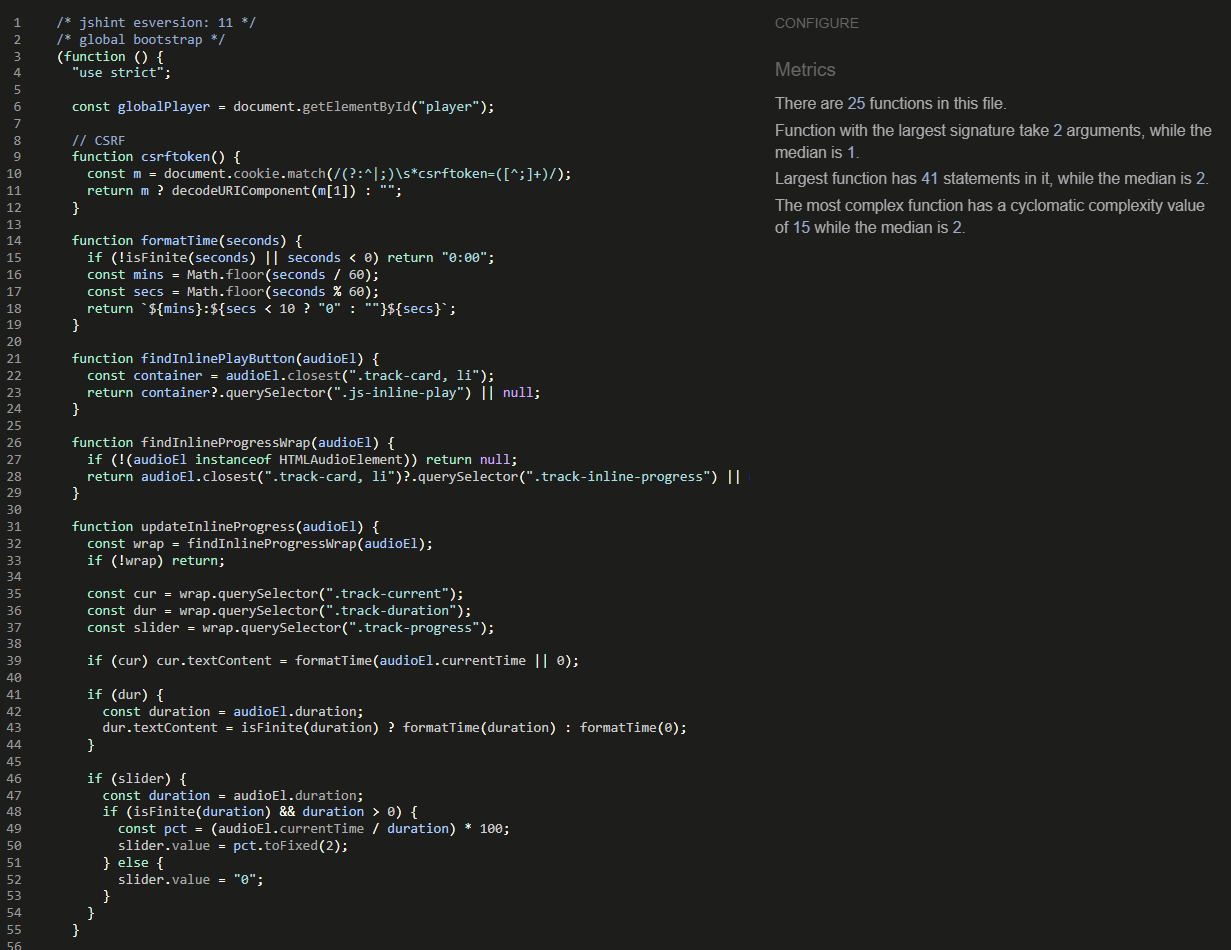 1 /* jshint esversion: 11 */
2 /* global bootstrap */
3 (function () {
4 "use strict";
5
6 const globalPlayer = document.getElementById("player");
7
8 // CSRF
9 function csrftoken() {
10 const m = document.cookie.match(/(?:^|;)\s*csrftoken=([^;]+)/);
11 return m ? decodeURIComponent(m[1]) : "";
12 }
13
14 function formatTime(seconds) {
15 if (!isFinite(seconds) || seconds < 0) return "0:00";
16 const mins = Math.floor(seconds / 60);
17 const secs = Math.floor(seconds % 60);
18 return `${mins}:${secs < 10 ? "0" : ""}${secs}`;
19 }
20
21 function findInlinePlayButton(audioEl) {
22 const container = audioEl.closest(".track-card, li");
23 return container?.querySelector(".js-inline-play") || null;
24 }
25
26 function findInlineProgressWrap(audioEl) {
27 if (!(audioEl instanceof HTMLAudioElement)) return null;
28 return audioEl.closest(".track-card, li")?.querySelector(".track-inline-progress") ||
29 }
30
31 function updateInlineProgress(audioEl) {
32 const wrap = findInlineProgressWrap(audioEl);
33 if (!wrap) return;
34
35 const cur = wrap.querySelector(".track-current");
36 const dur = wrap.querySelector(".track-duration");
37 const slider = wrap.querySelector(".track-progress");
38
39 if (cur) cur.textContent = formatTime(audioEl.currentTime || 0);
40
41 if (dur) {
42 const duration = audioEl.duration;
43 dur.textContent = isFinite(duration) ? formatTime(duration) : formatTime(0);
44 }
45
46 if (slider) {
47 const duration = audioEl.duration;
48 if (isFinite(duration) && duration > 0) {
49 const pct = (audioEl.currentTime / duration) * 100;
50 slider.value = pct.toFixed(2);
51 } else {
52 slider.value = "0";
53 }
54 }
55 }
56
CONFIGURE
Metrics
There are 25 functions in this file.
Function with the largest signature take 2 arguments, while the
median is 1.
Largest function has 41 statements in it, while the median is 2.
The most complex function has a cyclomatic complexity value
of 15 while the median is 2.